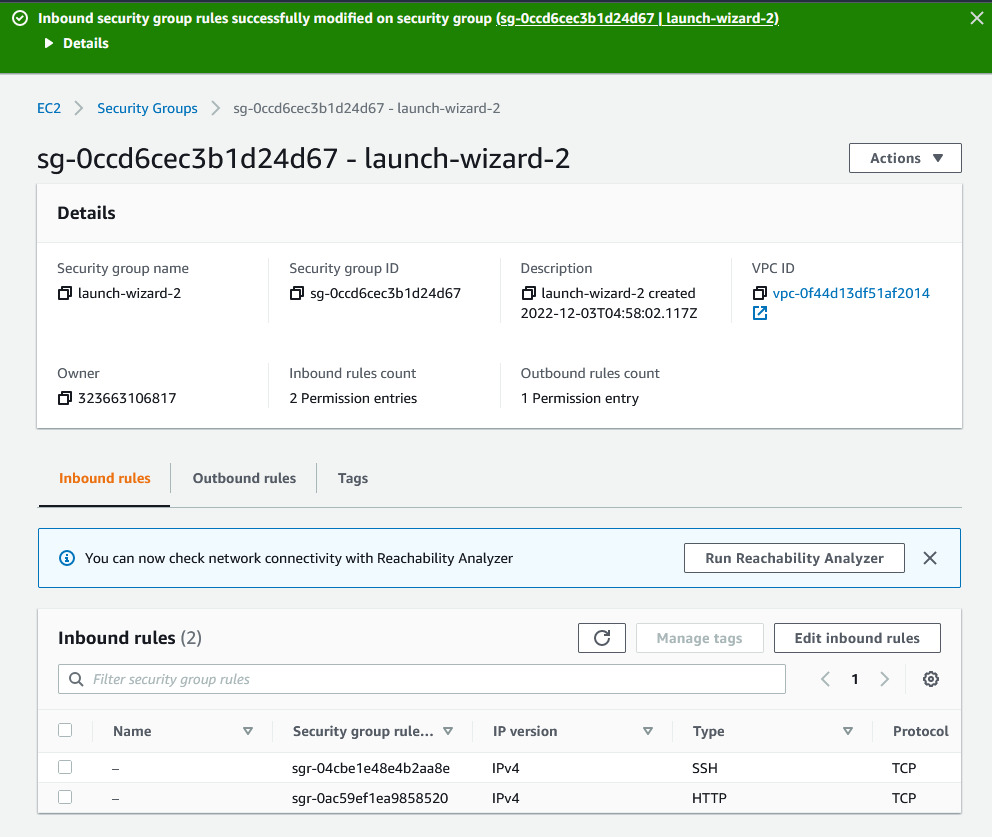 Inbound security group rules successfully modified on security group (sg-0ccd6cec3b1d24d67 | launch-wizard-2)
Details
EC2 Security Groups sg-0ccd6cec3b1d24d67 - launch-wizard-2
sg-0ccd6cec3b1d24d67 - launch-wizard-2
Actions
Details
Security group name
launch-wizard-2
Security group ID
sg-0ccd6cec3b1d24d67
Description
launch-wizard-2 created
2022-12-03T04:58:02.117Z
VPC ID
vpc-0f44d13df51af2014
Owner
323663106817
Inbound rules count
2 Permission entries
Outbound rules count
1 Permission entry
Inbound rules Outbound rules Tags
You can now check network connectivity with Reachability Analyzer
Run Reachability Analyzer
Inbound rules (2)
Manage tags
Edit inbound rules
Filter security group rules
1
Name Security group rule... IP version Type Protocol
– sgr-04cbe1e48e4b2aa8e IPv4 SSH TCP
– sgr-0ac59ef1ea9858520 IPv4 HTTP TCP